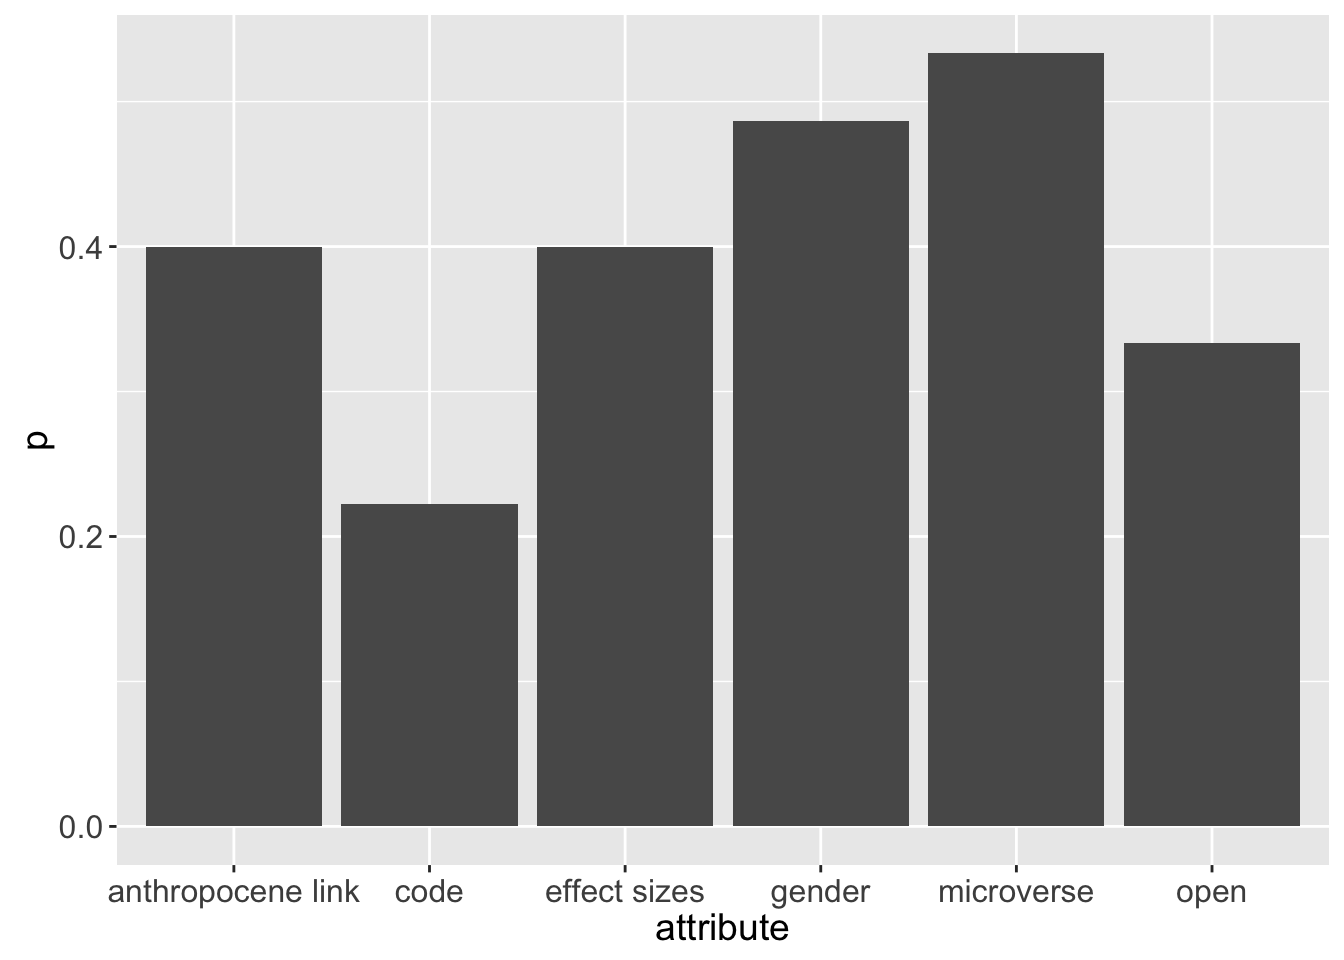 p
0.4
0.2
0.0
anthropocene link
code
effect sizes
gender
microverse
open
attribute